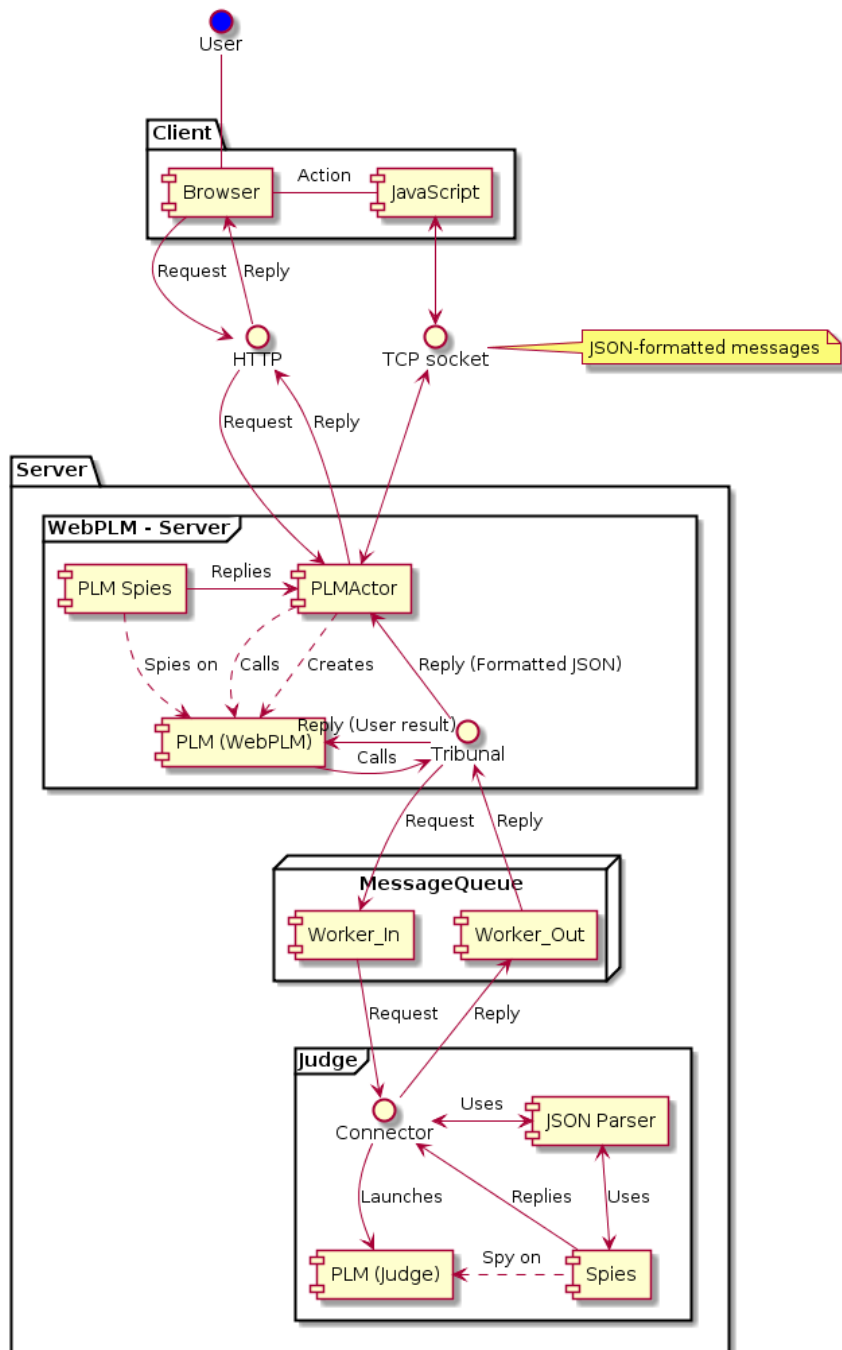 User
Client
Browser
Action
JavaScript
Request
Reply
HTTP
TCP socket
JSON-formatted messages
Request
Reply
Server
WebPLM - Server
PLM Spies
Replies
PLMActor
Spies on
Calls
Creates
Reply (Formatted JSON)
PLM (WebPLM)
Reply (User result)
Calls
Tribunal
Request
Reply
MessageQueue
Worker_In
Worker_Out
Request
Reply
Judge
Connector
Uses
JSON Parser
Launches
Replies
Uses
PLM (Judge)
Spy on
Spies